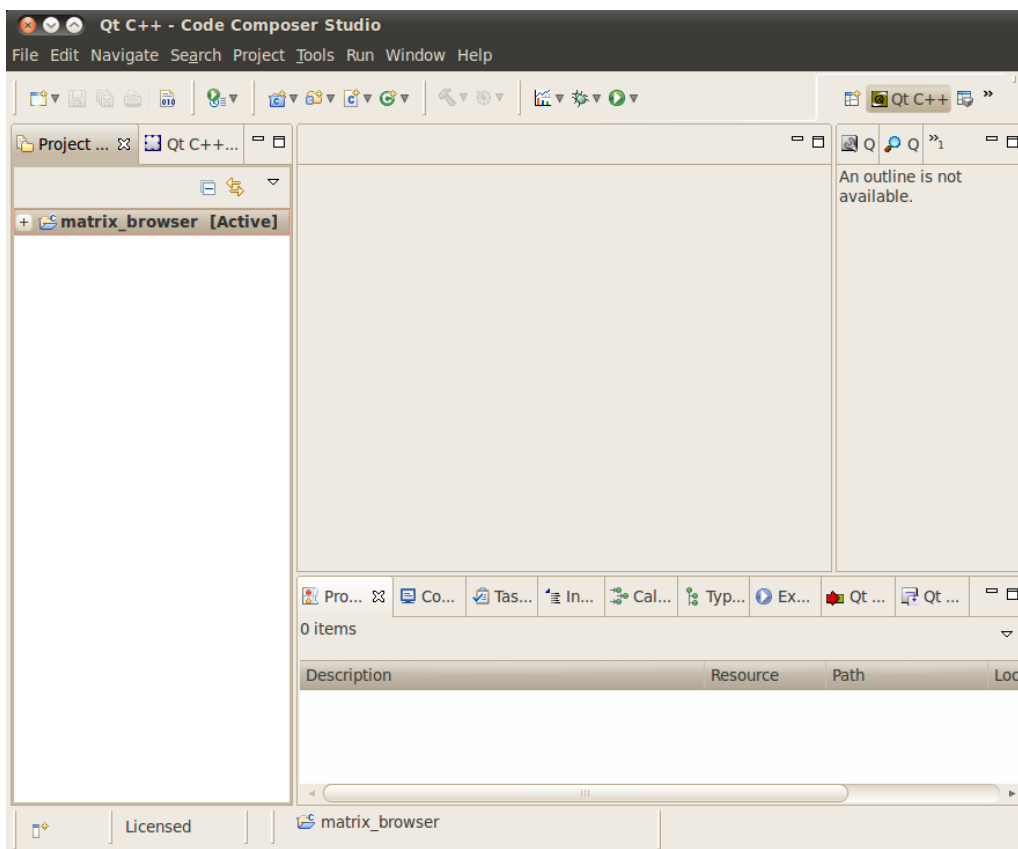 Qt C++ - Code Composer Studio
File Edit Navigate Search Project Tools Run Window Help
Qt C++ »
Project ... Qt C++...
Q Q »1
An outline is not
available.
matrix_browser [Active]
Pro... Co... Tas... In... Cal... Typ... Ex... Qt ... Qt ...
0 items
Description Resource Path Loc
Licensed matrix_browser